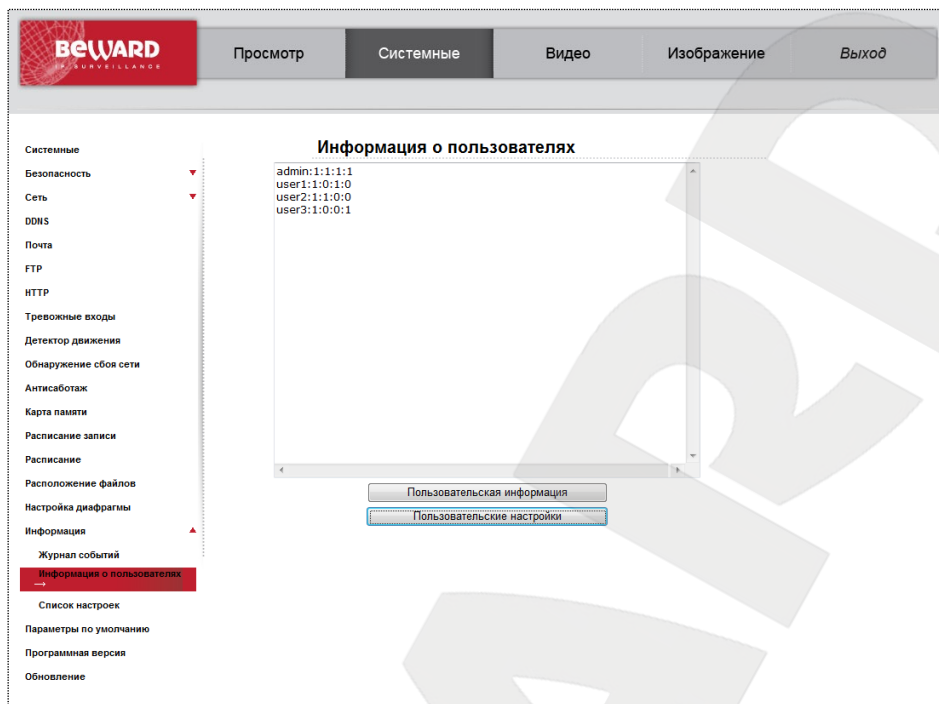 BEWARD
IP SURVEILLANCE
Просмотр
Системные
Видео
Изображение
Выход
Системные
Безопасность
Сеть
DDNS
Почта
FTP
HTTP
Тревожные входы
Детектор движения
Обнаружение сбоя сети
Антисаботаж
Карта памяти
Расписание записи
Расписание
Расположение файлов
Настройка диафрагмы
Информация
Журнал событий
Информация о пользователях
→
Список настроек
Параметры по умолчанию
Программная версия
Обновление
Информация о пользователях
admin:1:1:1:1
user1:1:0:1:0
user2:1:1:0:0
user3:1:0:0:1
Пользовательская информация
Пользовательские настройки